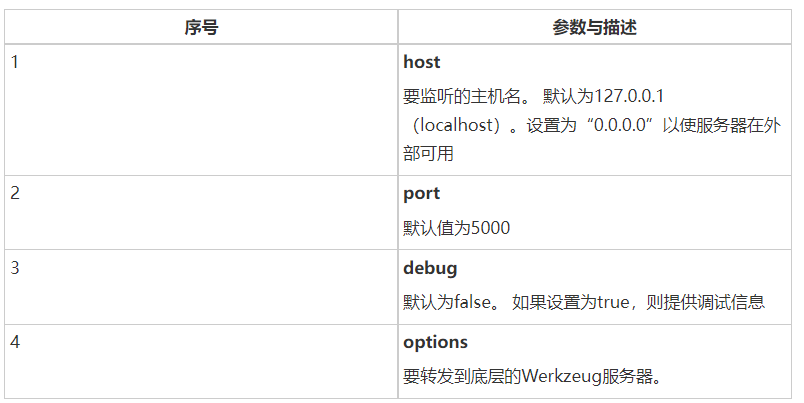 序号 参数与描述
1 host
要监听的主机名。 默认为127.0.0.1
（localhost）。设置为“0.0.0.0”以使服务器在外
部可用
2 port
默认值为5000
3 debug
默认为false。 如果设置为true，则提供调试信息
4 options
要转发到底层的Werkzeug服务器。